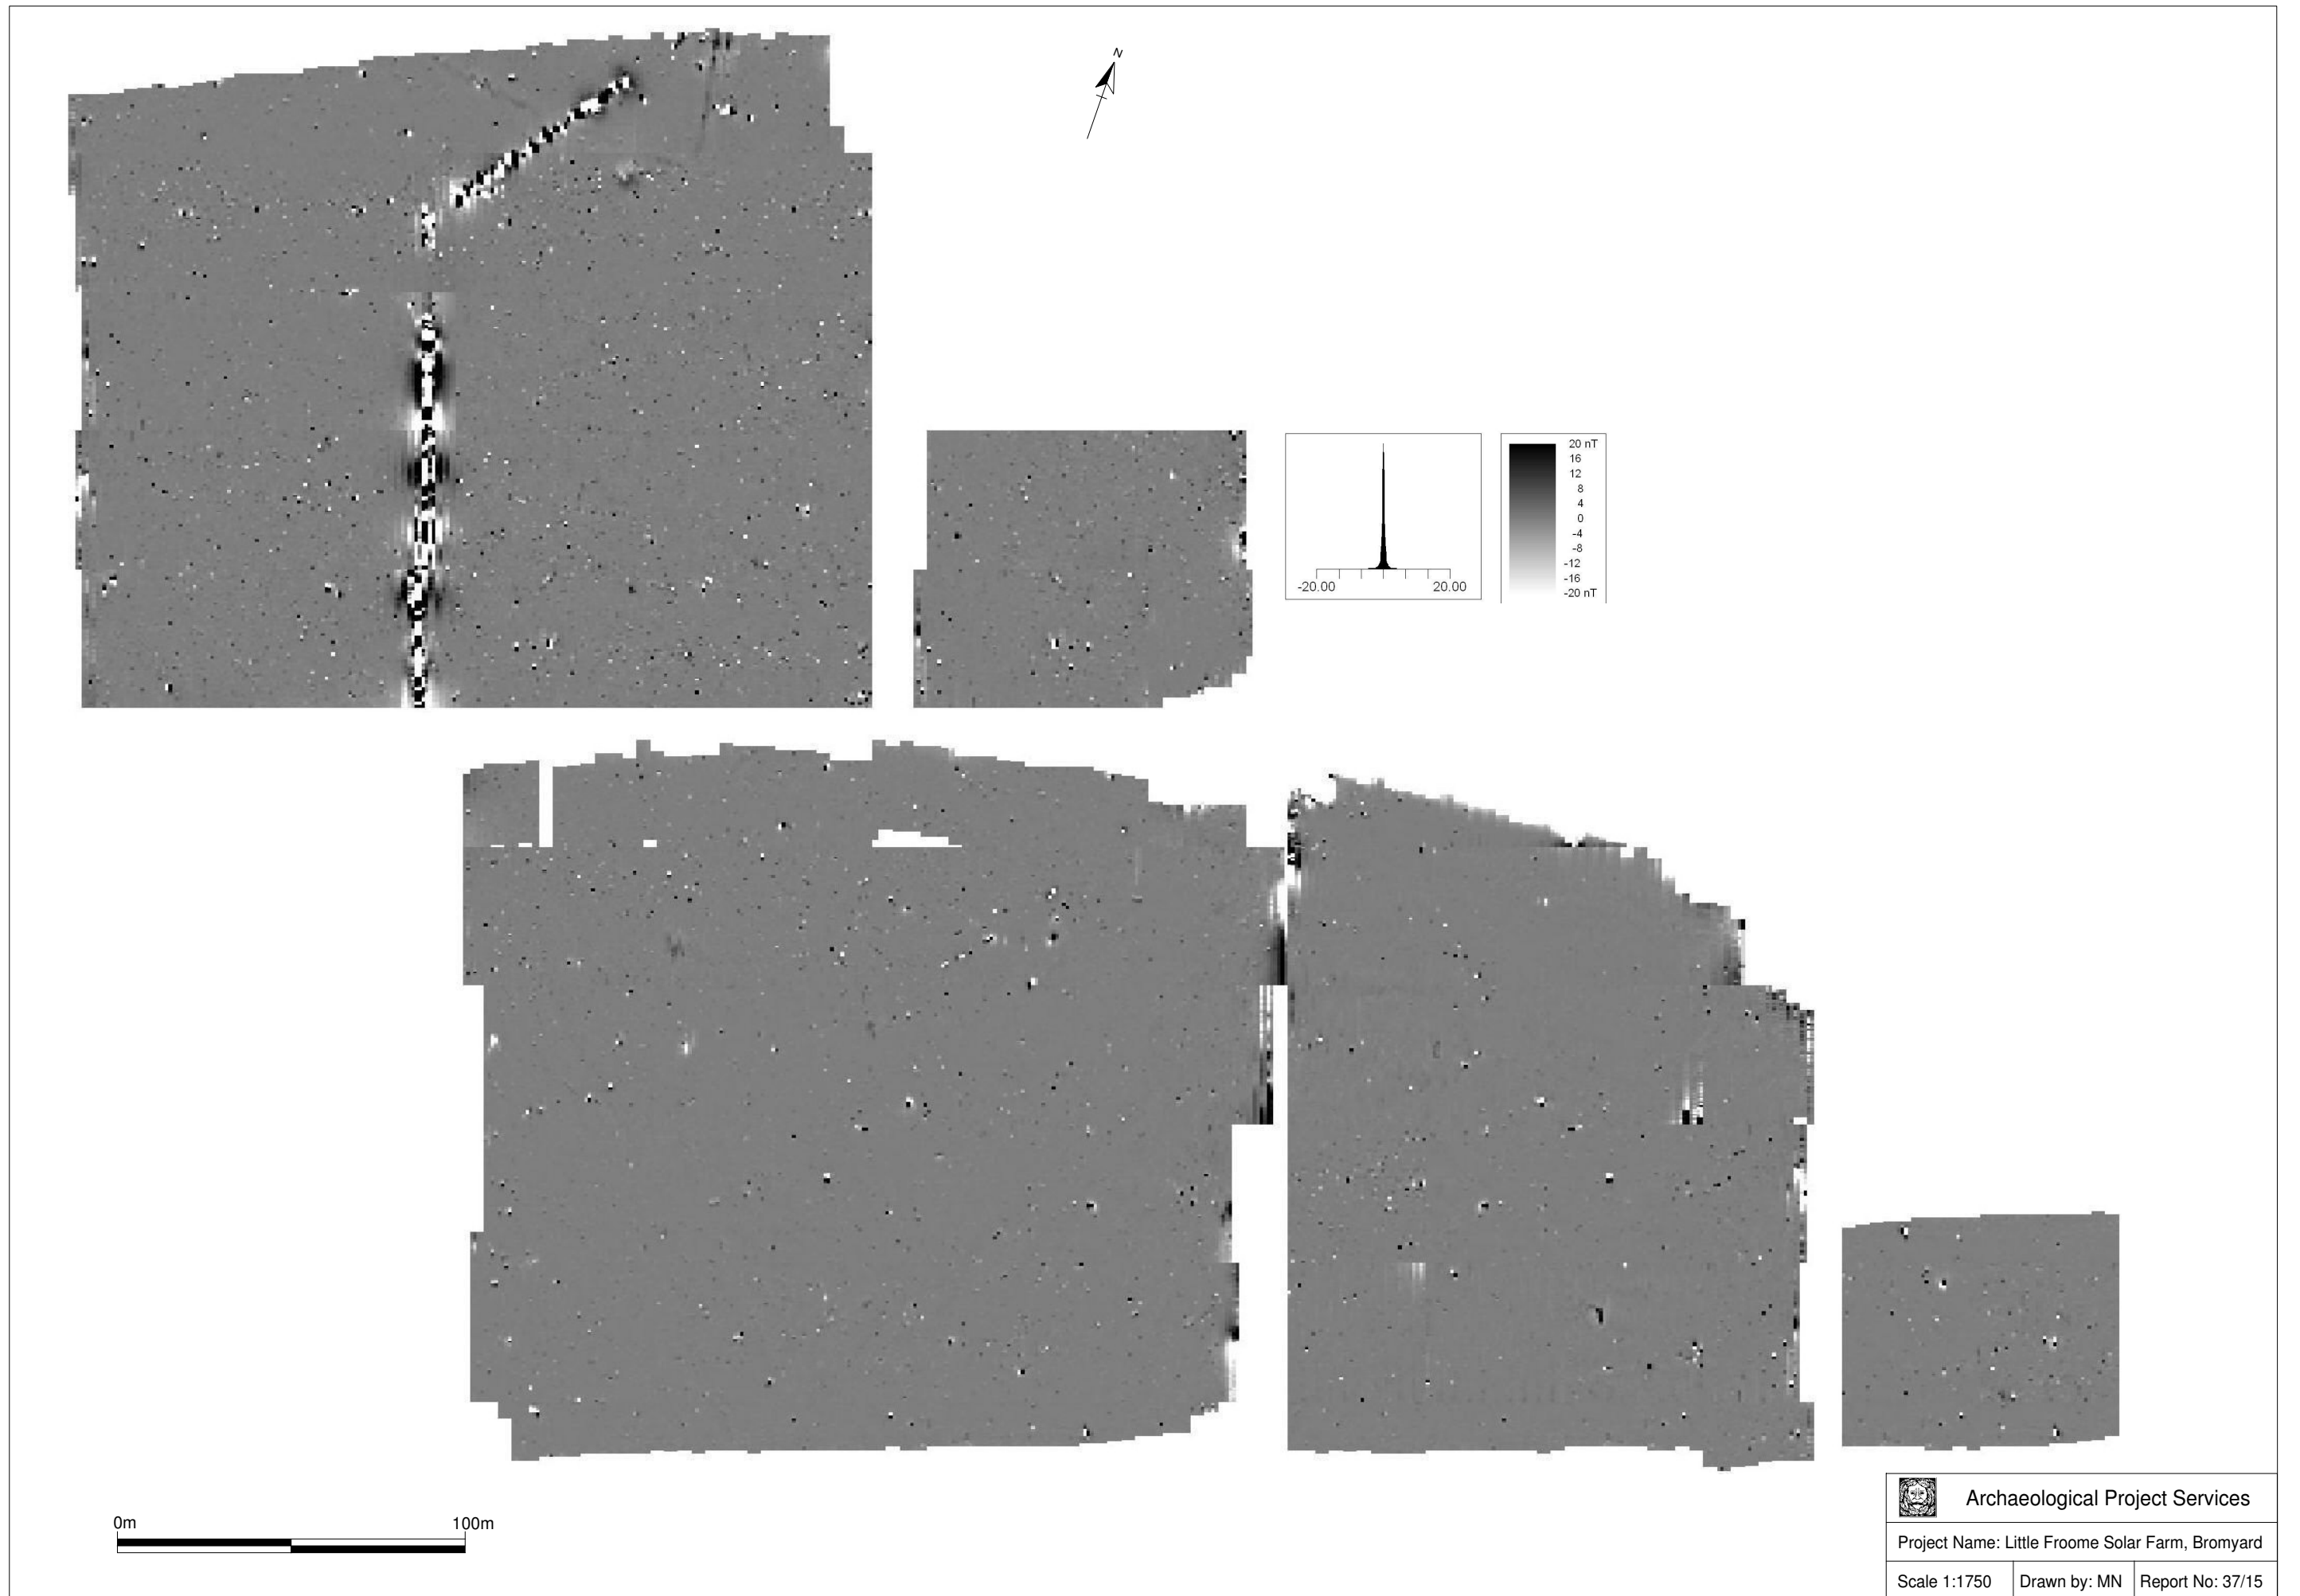 N
-20.00
20.00
20 nT
16
12
8
4
0
-4
-8
-12
-16
-20 nT
0m
100m
Archaeological Project Services
Project Name: Little Froome Solar Farm, Bromyard
Scale 1:1750
Drawn by: MN
Report No: 37/15